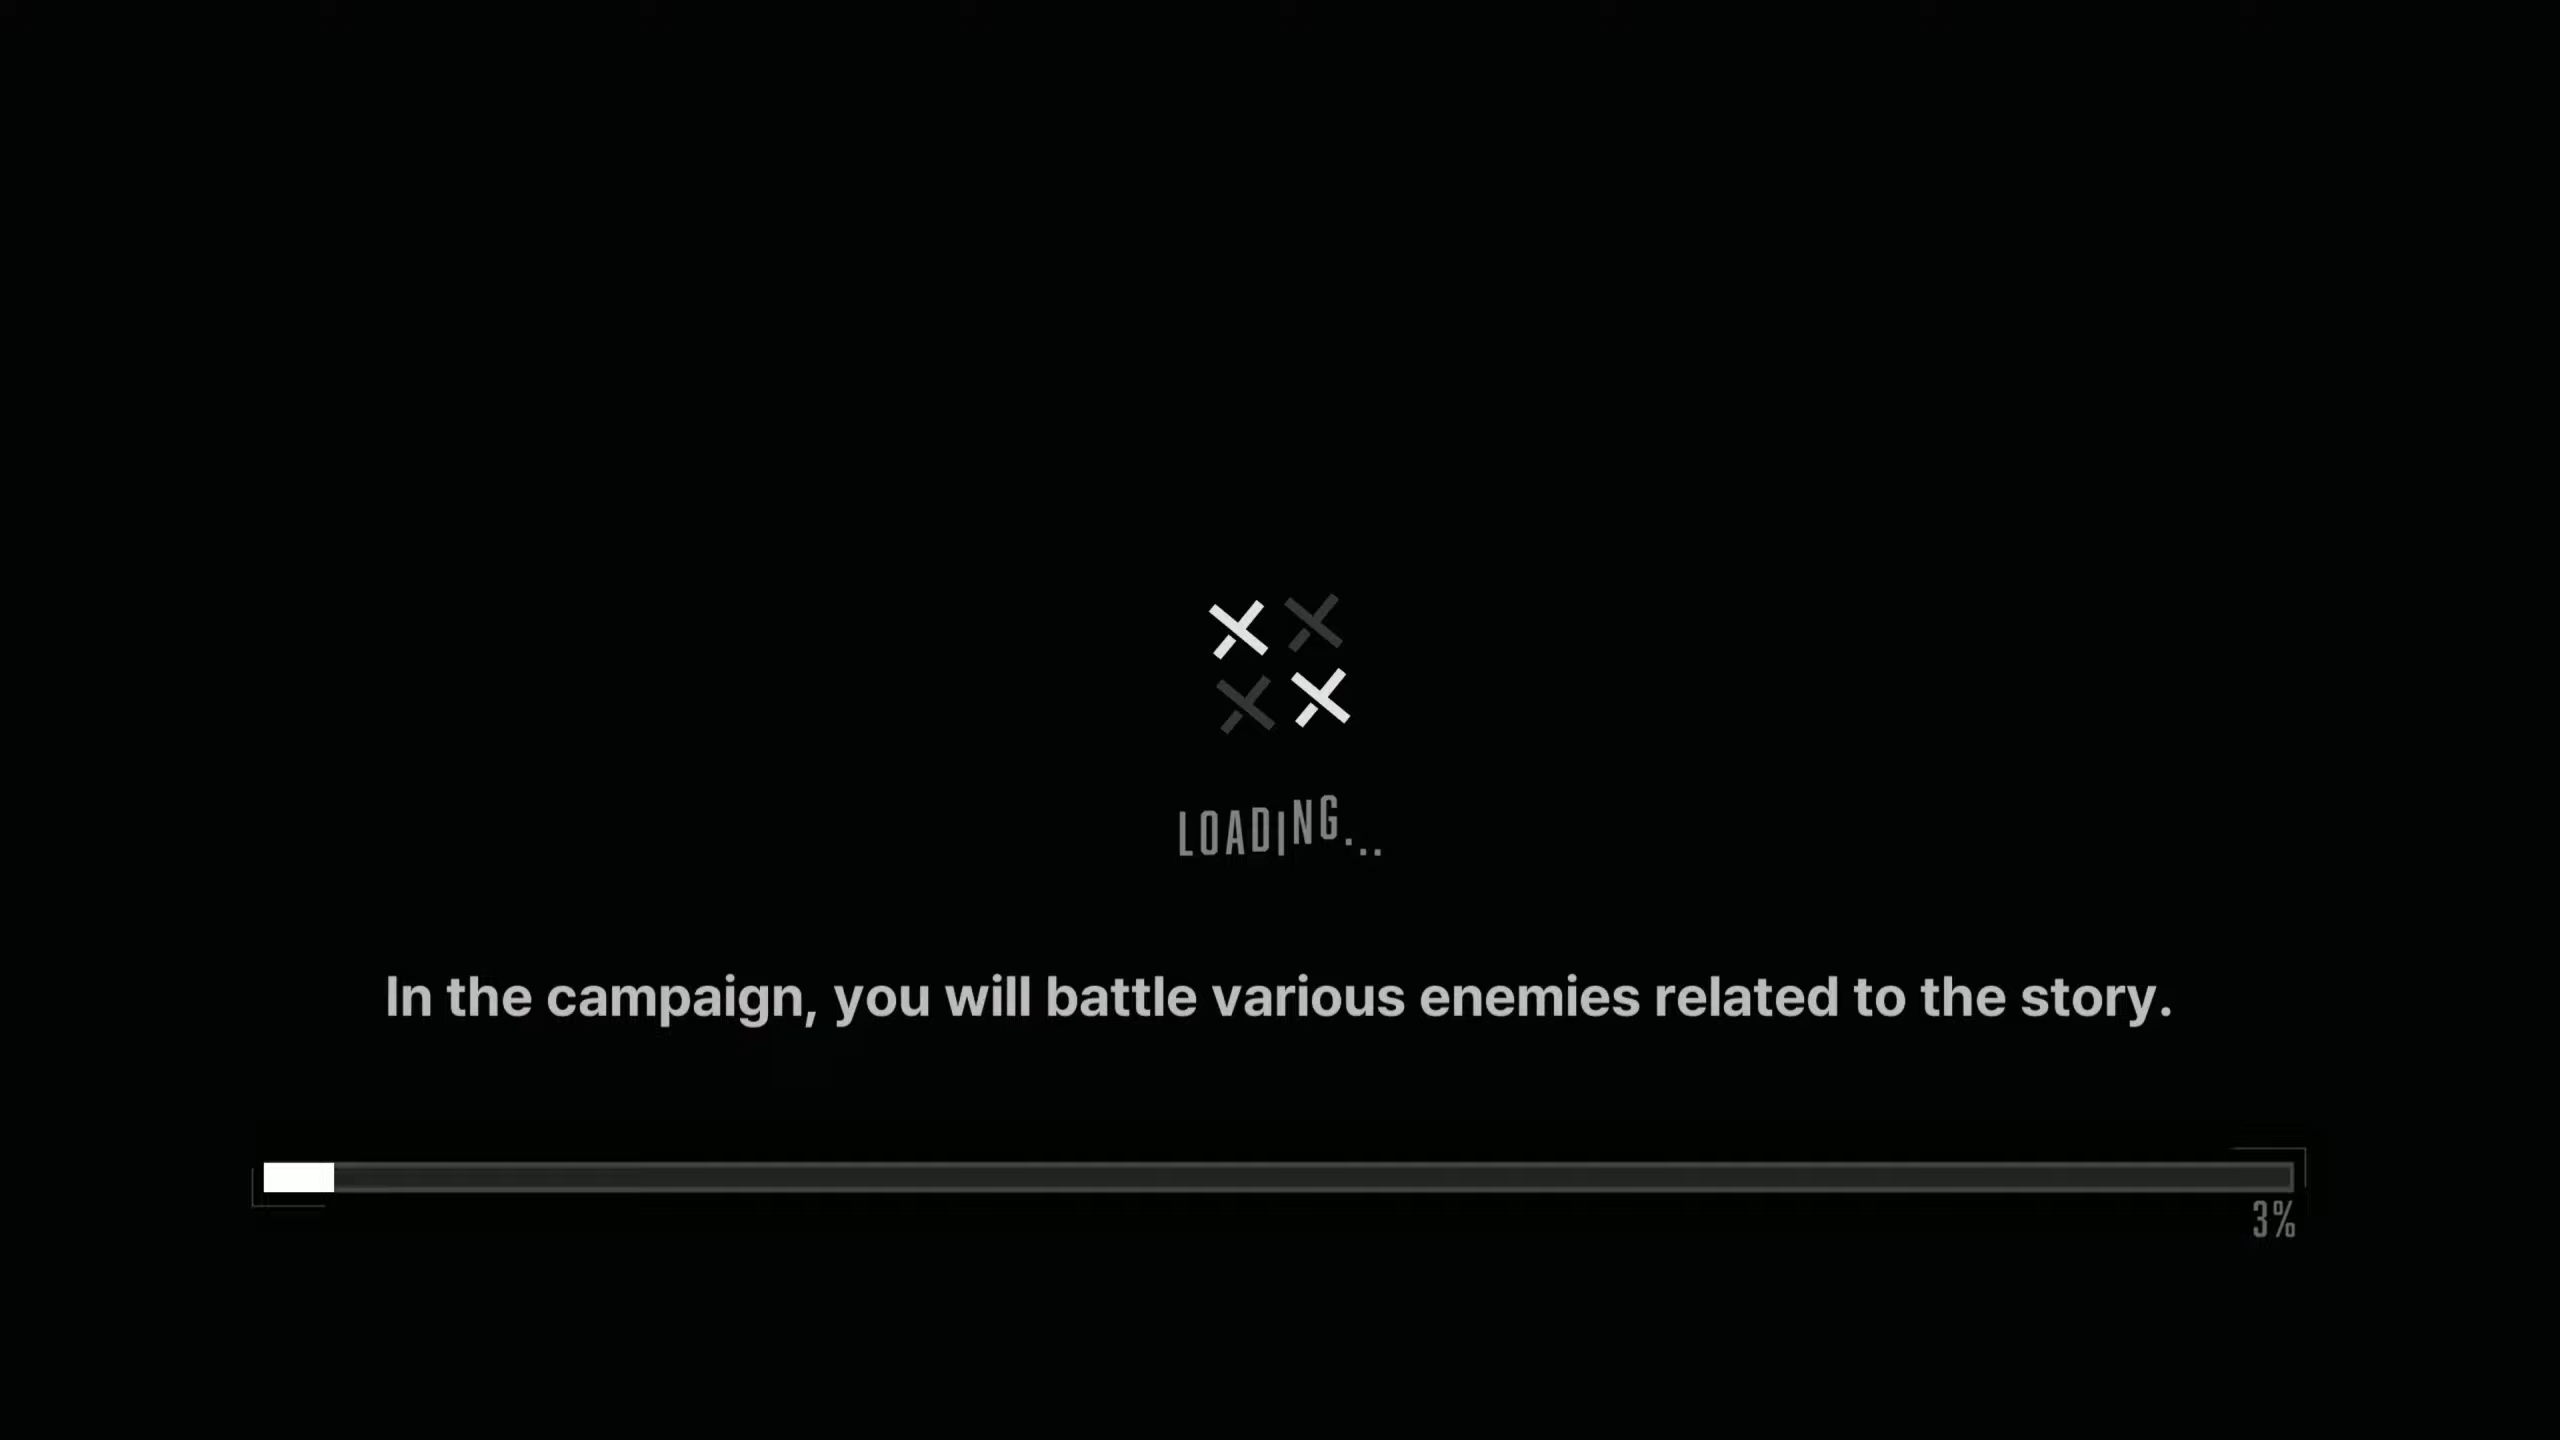 LOADING...
In the campaign, you will battle various enemies related to the story.
3%